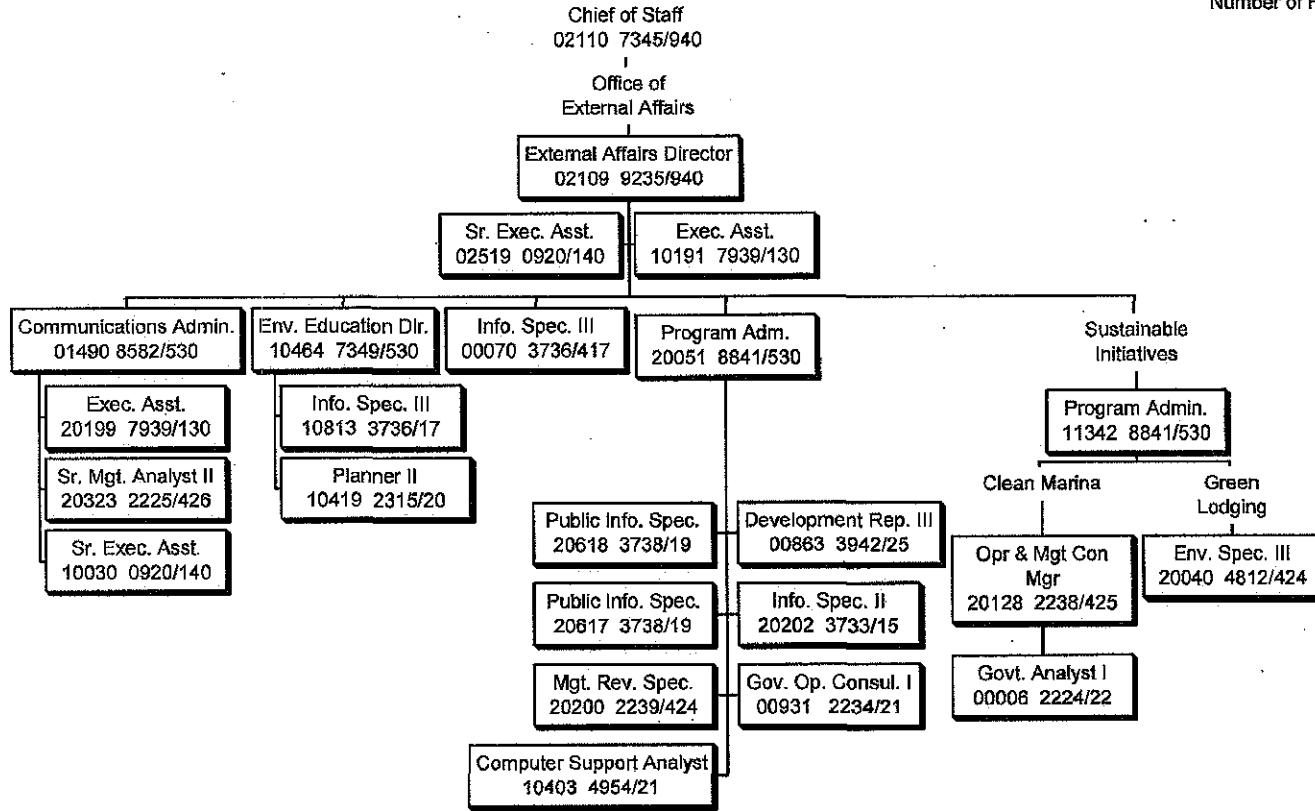 Number of
Chief of Staff
02110 7345/940
Office of
External Affairs
External Affairs Director
02109 9235/940
Sr. Exec. Asst.
02519 0920/140
Exec. Asst.
10191 7939/130
Communications Admin.
01490 8582/530
Env. Education Dir.
10464 7349/530
Info. Spec. III
00070 3736/417
Program Adm.
20051 8841/530
Sustainable
Initiatives
Exec. Asst.
20199 7939/130
Sr. Mgt. Analyst II
20323 2225/426
Sr. Exec. Asst.
10030 0920/140
Info. Spec. III
10813 3736/17
Planner II
10419 2315/20
Public Info. Spec.
20618 3738/19
Development Rep. III
00863 3942/25
Public Info. Spec.
20617 3738/19
Info. Spec. II
20202 3733/15
Mgt. Rev. Spec.
20200 2239/424
Gov. Op. Consul. I
00931 2234/21
Computer Support Analyst
10403 4954/21
Program Admin.
11342 8841/530
Clean Marina
Green
Lodging
Opr & Mgt Con
Mgr
20128 2238/425
Env. Spec. III
20040 4812/424
Govt. Analyst I
00006 2224/22